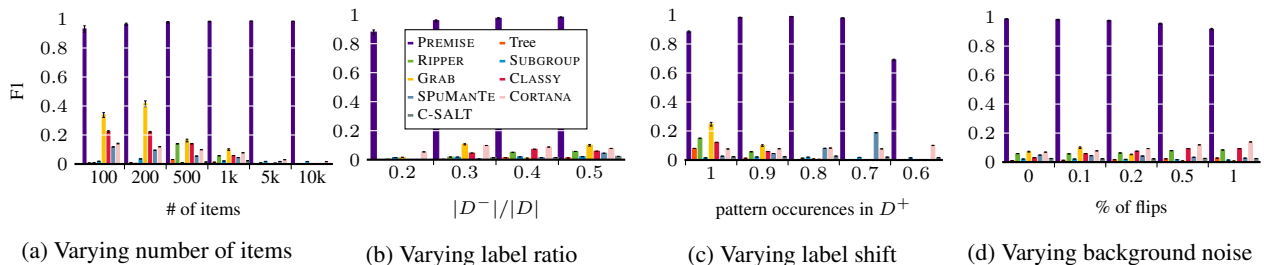 F1
1
0.8
0.6
0.4
0.2
0
100 200 500 1k 5k 10k
# of items
(a) Varying number of items
1
0.8
0.6
0.4
0.2
0
PREMISE Tree
RIPPER SUBGROUP
GRAB CLASSY
SPUMANTE CORTANA
C-SALT
0.2 0.3 0.4 0.5
|D⁻|/|D|
(b) Varying label ratio
1
0.8
0.6
0.4
0.2
0
1 0.9 0.8 0.7 0.6
pattern occurences in D⁺
(c) Varying label shift
1
0.8
0.6
0.4
0.2
0
0 0.1 0.2 0.5 1
% of flips
(d) Varying background noise